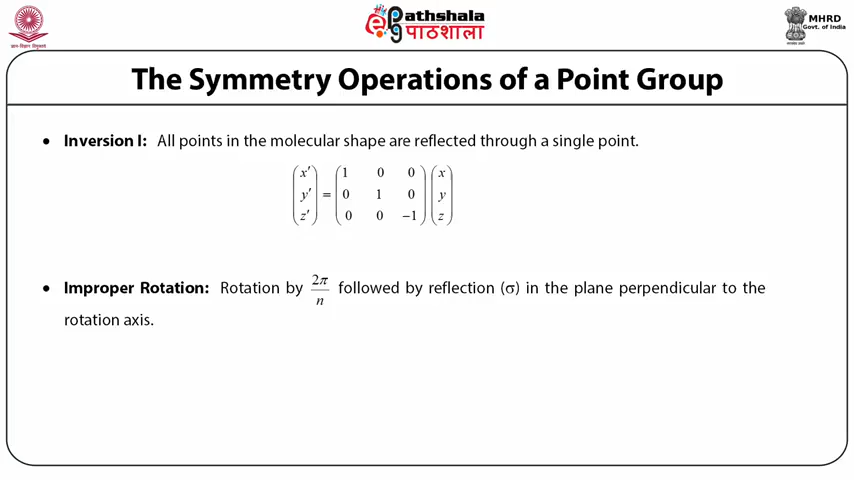 ePathshala
पाठशाला
MHRD
Govt. of India
The Symmetry Operations of a Point Group
• Inversion I: All points in the molecular shape are reflected through a single point.
(x′) (1 0 0) (x)
(y′) = (0 1 0) (y)
(z′) (0 0 −1) (z)
• Improper Rotation: Rotation by 2π/n followed by reflection (σ) in the plane perpendicular to the
rotation axis.